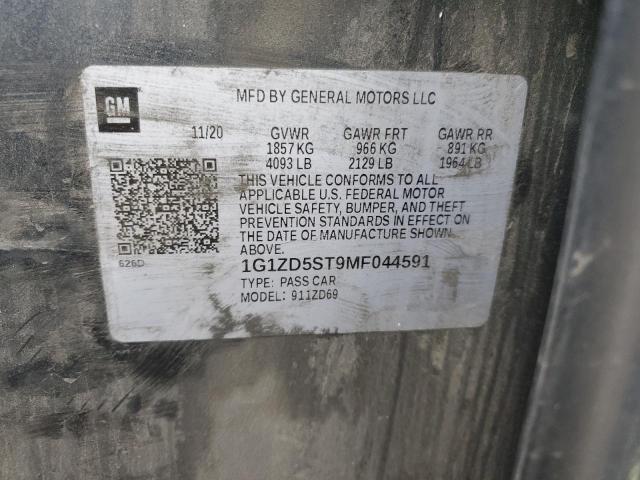 GM
MFD BY GENERAL MOTORS LLC
11/20 GVWR GAWR FRT GAWR RR
1857 KG 966 KG 891 KG
4093 LB 2129 LB 1964 LB
THIS VEHICLE CONFORMS TO ALL
APPLICABLE U.S. FEDERAL MOTOR
VEHICLE SAFETY, BUMPER, AND THEFT
PREVENTION STANDARDS IN EFFECT ON
THE DATE OF MANUFACTURE SHOWN
ABOVE.
626D
1G1ZD5ST9MF044591
TYPE: PASS CAR
MODEL: 911ZD69